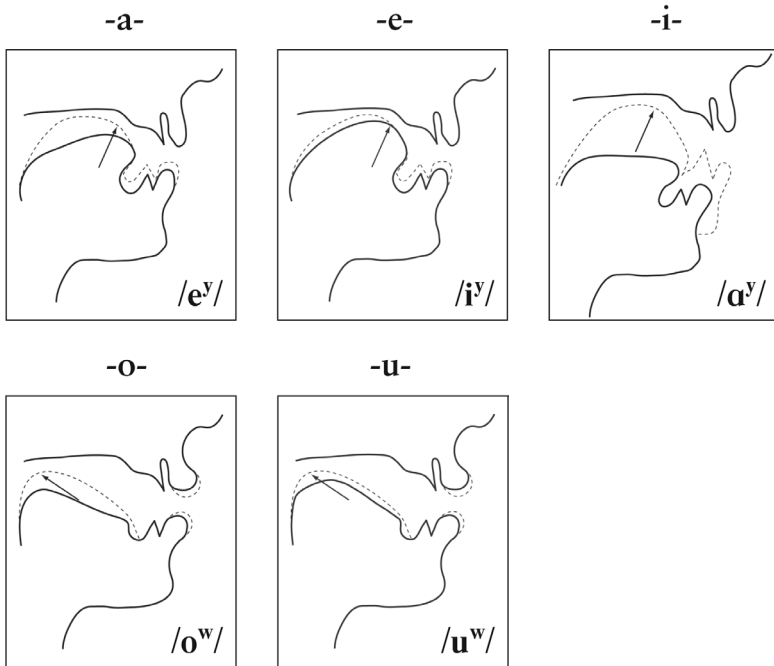 -a- -e- -i-
/eʸ/ /iʸ/ /ɑʸ/
-o- -u-
/oʷ/ /uʷ/